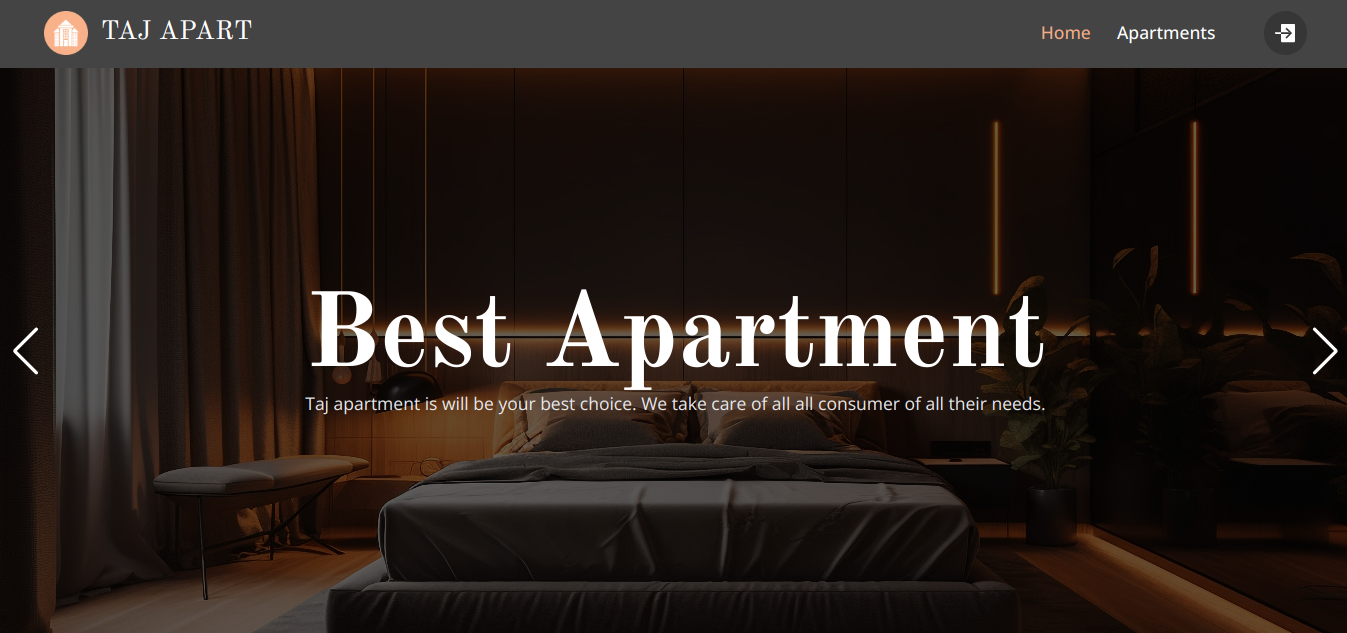 TAJ APART
Home
Apartments
Best Apartment
Taj apartment is will be your best choice. We take care of all all consumer of all their needs.